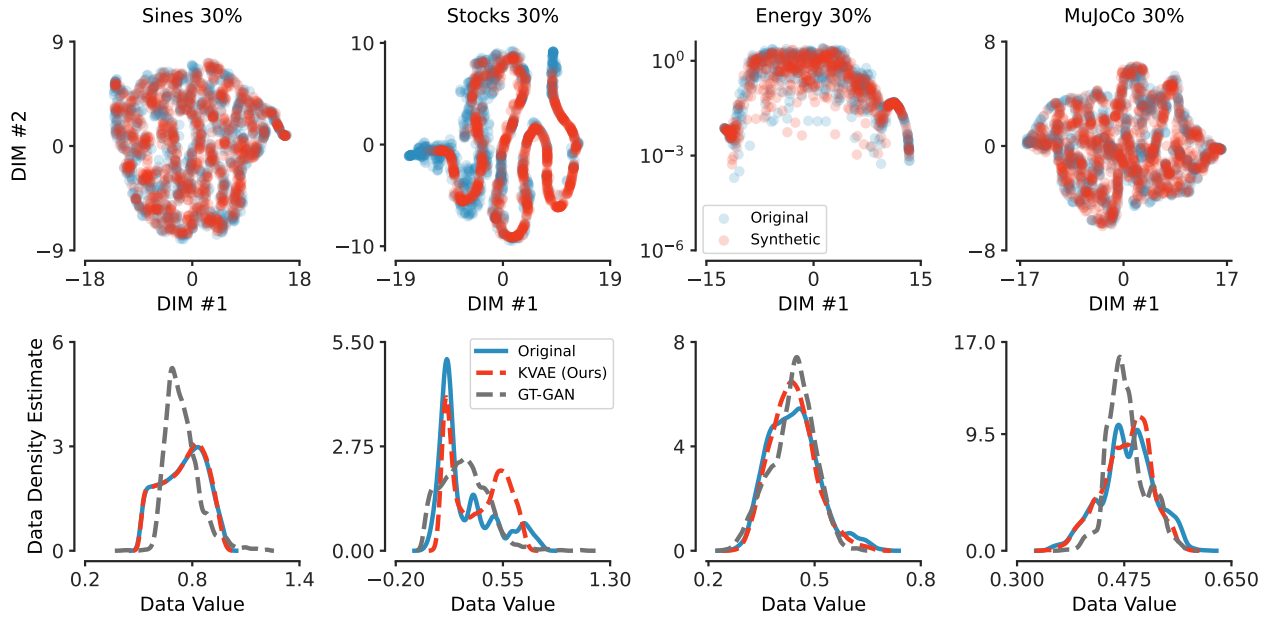 Sines 30%
Stocks 30%
Energy 30%
MuJoCo 30%
DIM #2
9
0
−9
−18
0
18
DIM #1
10
0
−10
−19
0
19
DIM #1
10⁰
10⁻³
10⁻⁶
Original
Synthetic
−15
0
15
DIM #1
8
0
−8
−17
0
17
DIM #1
Data Density Estimate
6
3
0
0.2
0.8
1.4
Data Value
5.50
2.75
0.00
Original
KVAE (Ours)
GT-GAN
−0.20
0.55
1.30
Data Value
8
4
0
0.2
0.5
0.8
Data Value
17.0
9.5
0.0
0.300
0.475
0.650
Data Value